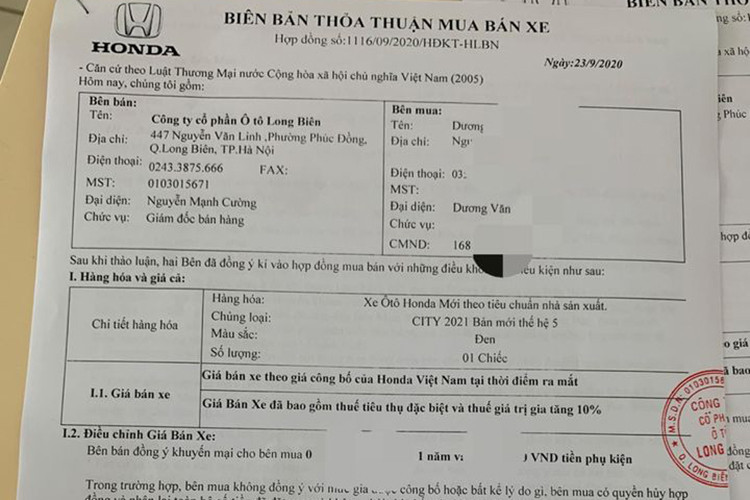 HONDA
BIÊN BẢN THỎA THUẬN MUA BÁN XE
Hợp đồng số:1116/09/2020/HĐKT-HLBN
Ngày:23/9/2020
- Căn cứ theo Luật Thương Mại nước Cộng hòa xã hội chủ nghĩa Việt Nam (2005)
Hôm nay, chúng tôi gồm:
Bên bán:
Tên: Công ty cổ phần Ô tô Long Biên
Địa chỉ: 447 Nguyễn Văn Linh ,Phường Phúc Đồng, Q.Long Biên, TP.Hà Nội
Điện thoại: 0243.3875.666 FAX:
MST: 0103015671
Đại diện: Nguyễn Mạnh Cường
Chức vụ: Giám đốc bán hàng
Bên mua:
Tên: Dương
Địa chỉ:
Điện thoại: 03
MST:
Đại diện: Dương Văn
Chức vụ:
CMND: 168
Sau khi thảo luận, hai Bên đã đồng ý kí vào hợp đồng mua bán với những điều kiện như sau:
I. Hàng hóa và giá cả:
Chi tiết hàng hóa
Hàng hóa: Xe Ôtô Honda Mới theo tiêu chuẩn nhà sản xuất.
Chủng loại: CITY 2021 Bản mới thế hệ 5
Màu sắc: Đen
Số lượng: 01 Chiếc
I.1. Giá bán xe
Giá bán xe theo giá công bố của Honda Việt Nam tại thời điểm ra mắt
Giá Bán Xe đã bao gồm thuế tiêu thụ đặc biệt và thuế giá trị gia tăng 10%
I.2. Điều chỉnh Giá Bán Xe:
Bên bán đồng ý khuyến mại cho bên mua 0 1 năm VND tiền phụ kiện
Trong trường hợp, bên mua không đồng ý với mức giá được công bố hoặc bất kể lý do gì, bên mua có quyền hủy hợp